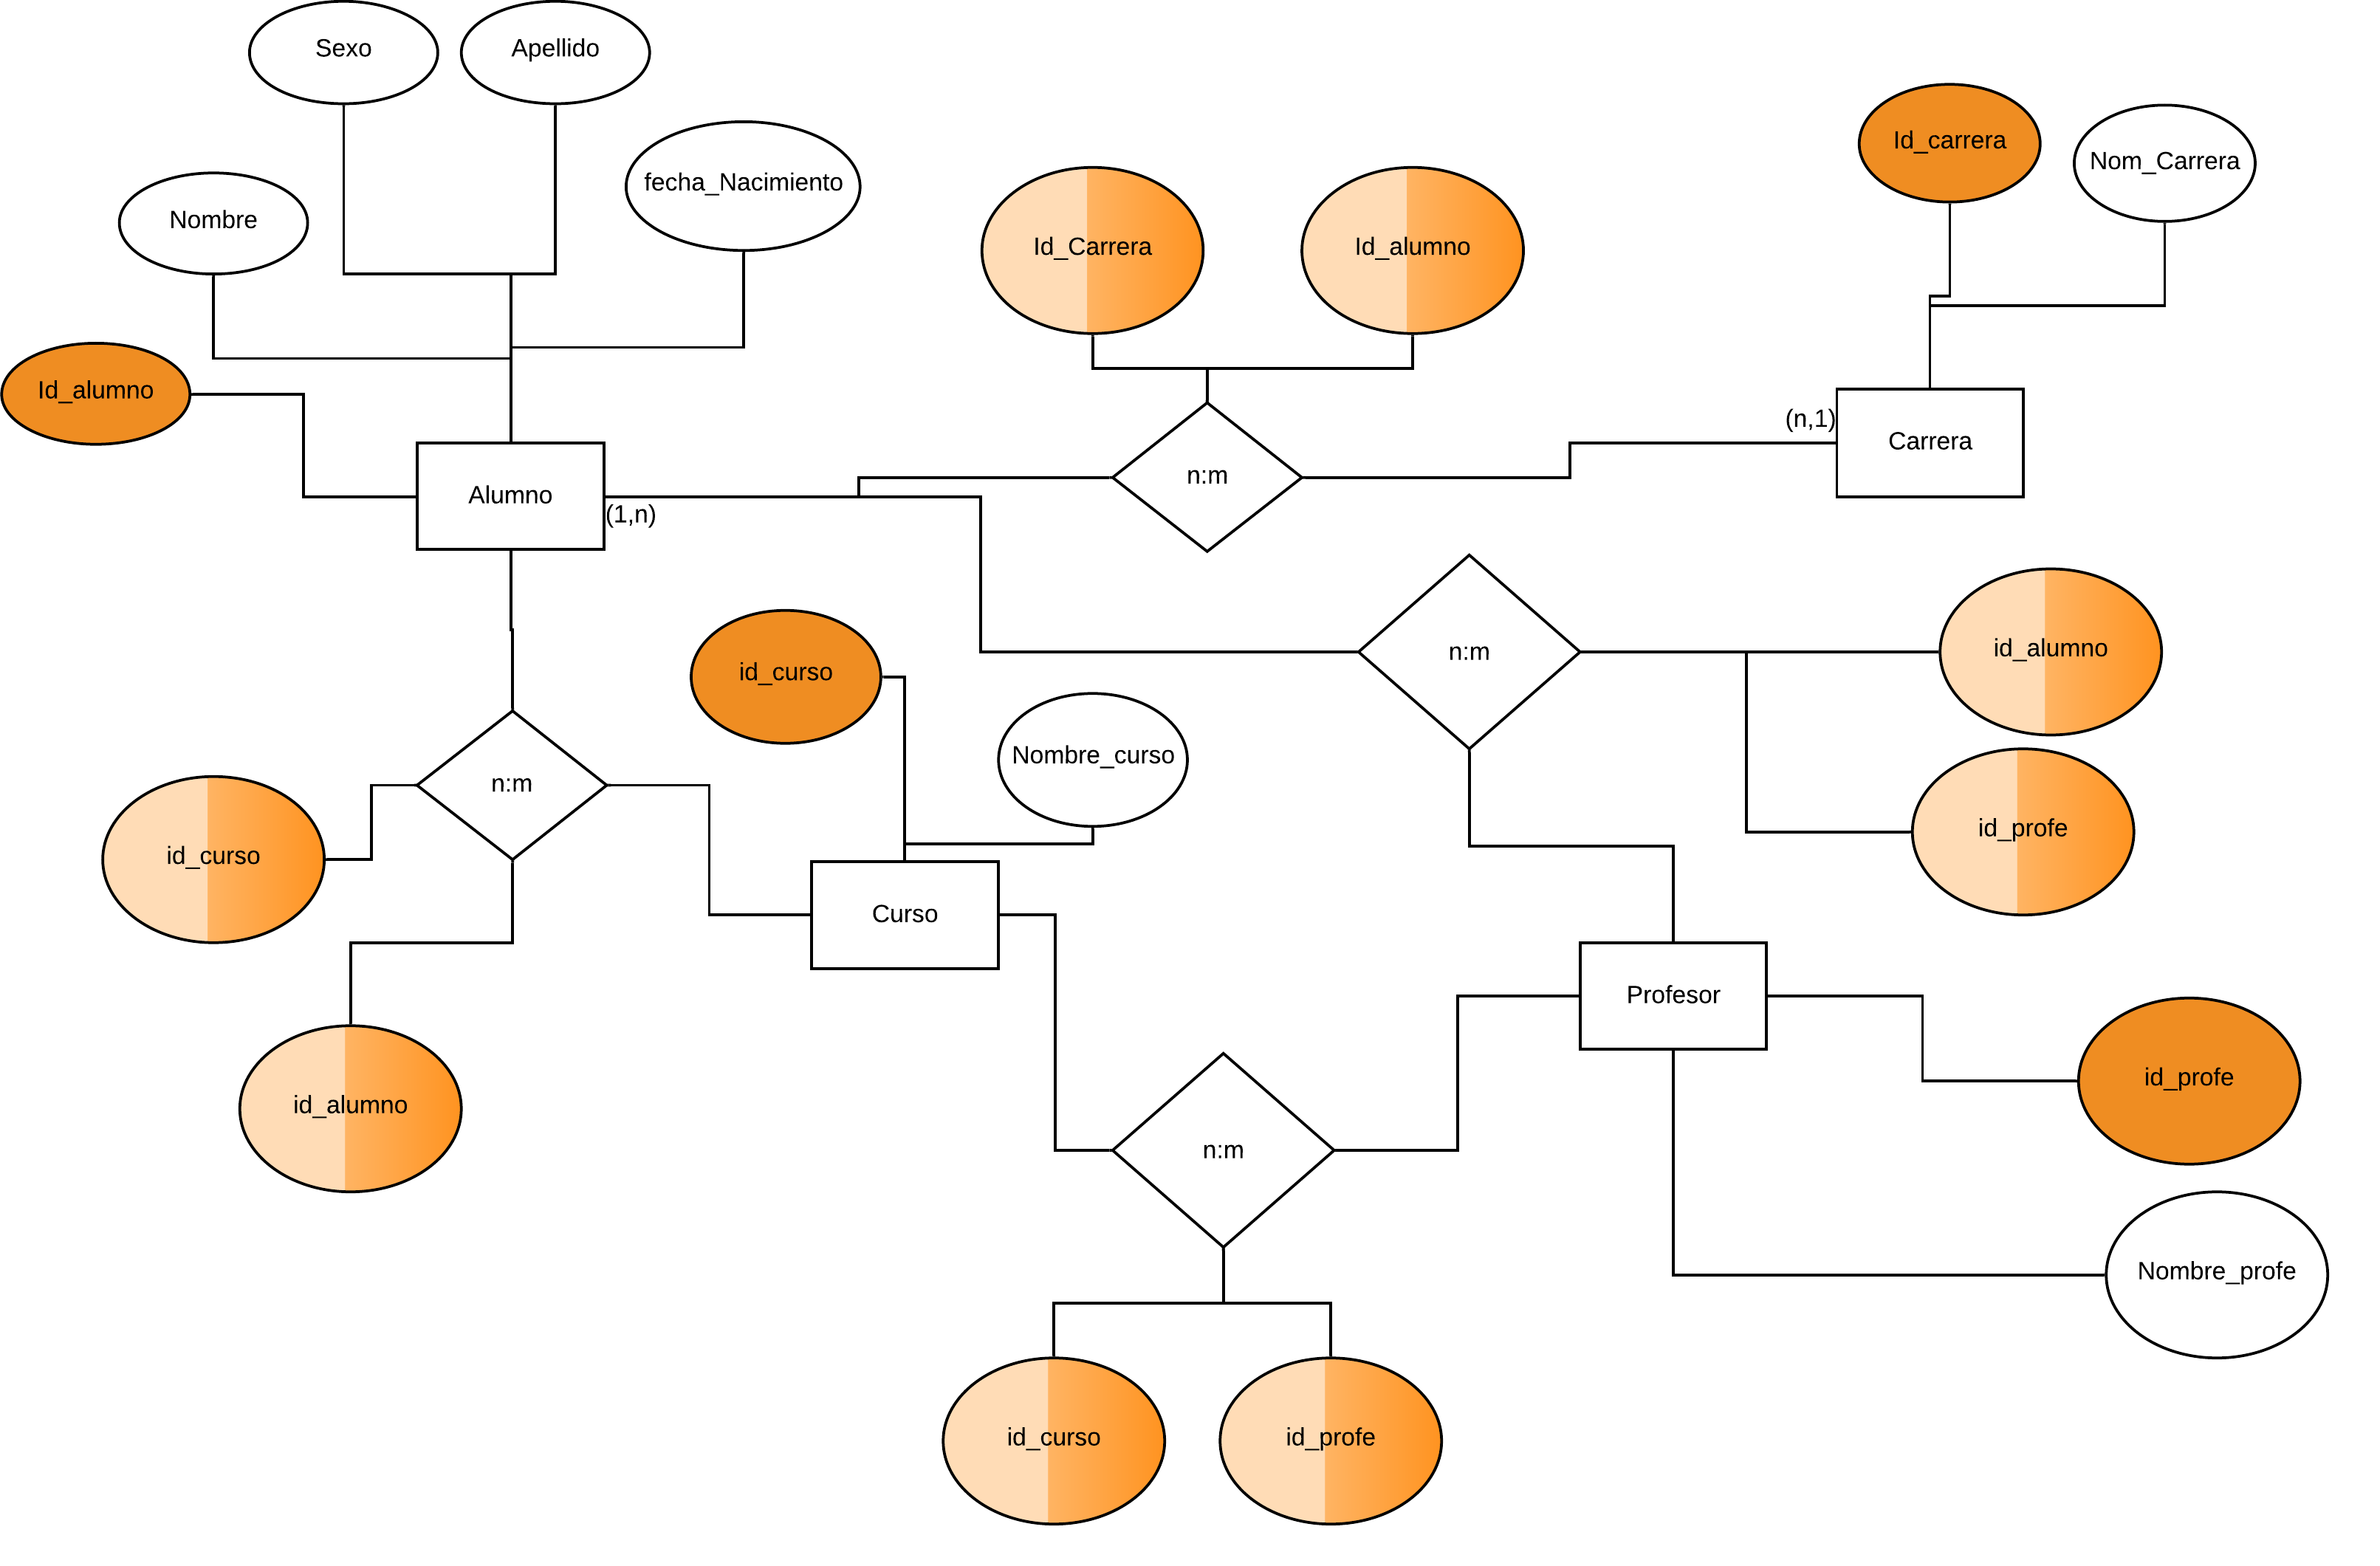 Sexo
Apellido
Id_carrera
Nom_Carrera
fecha_Nacimiento
Nombre
Id_Carrera
Id_alumno
Id_alumno
(n,1)
Carrera
Alumno
(1,n)
n:m
id_curso
n:m
id_alumno
Nombre_curso
n:m
id_profe
id_curso
Curso
Profesor
id_profe
id_alumno
n:m
Nombre_profe
id_curso
id_profe